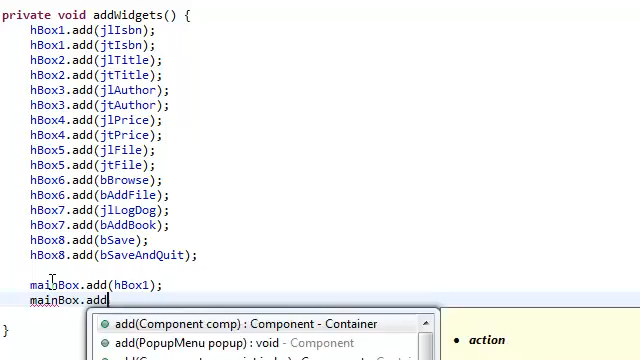 private void addWidgets() {
hBox1.add(jlIsbn);
hBox1.add(jtIsbn);
hBox2.add(jlTitle);
hBox2.add(jtTitle);
hBox3.add(jlAuthor);
hBox3.add(jtAuthor);
hBox4.add(jlPrice);
hBox4.add(jtPrice);
hBox5.add(jlFile);
hBox5.add(jtFile);
hBox6.add(bBrowse);
hBox6.add(bAddFile);
hBox7.add(jlLogDog);
hBox7.add(bAddBook);
hBox8.add(bSave);
hBox8.add(bSaveAndQuit);
mainBox.add(hBox1);
mainBox.add
add(Component comp) : Component - Container
add(PopupMenu popup) : void - Component
}
• action